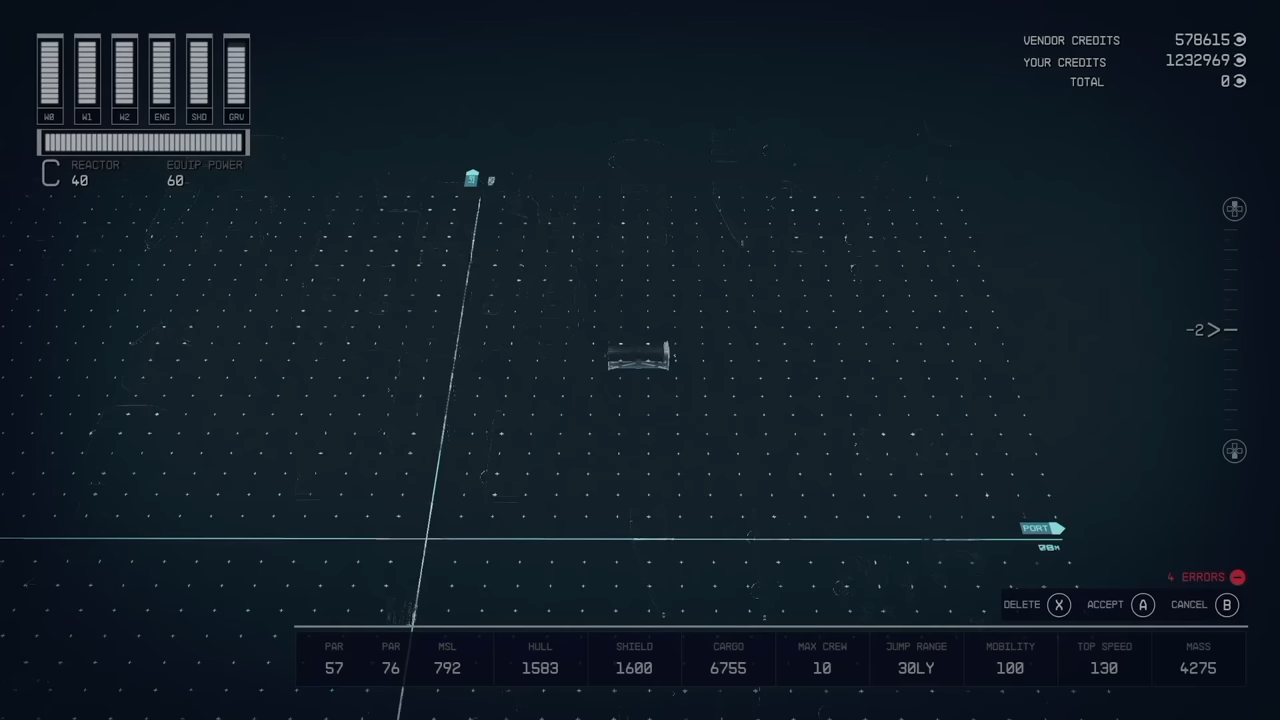 VENDOR CREDITS 578615
YOUR CREDITS 1232969
TOTAL 0
W0 W1 W2 ENG SHD GRV
C REACTOR 40 EQUIP POWER 60
-2
PORT
08M
4 ERRORS
DELETE X ACCEPT A CANCEL B
PAR PAR MSL HULL SHIELD CARGO MAX CREW JUMP RANGE MOBILITY TOP SPEED MASS
57 76 792 1583 1600 6755 10 30LY 100 130 4275